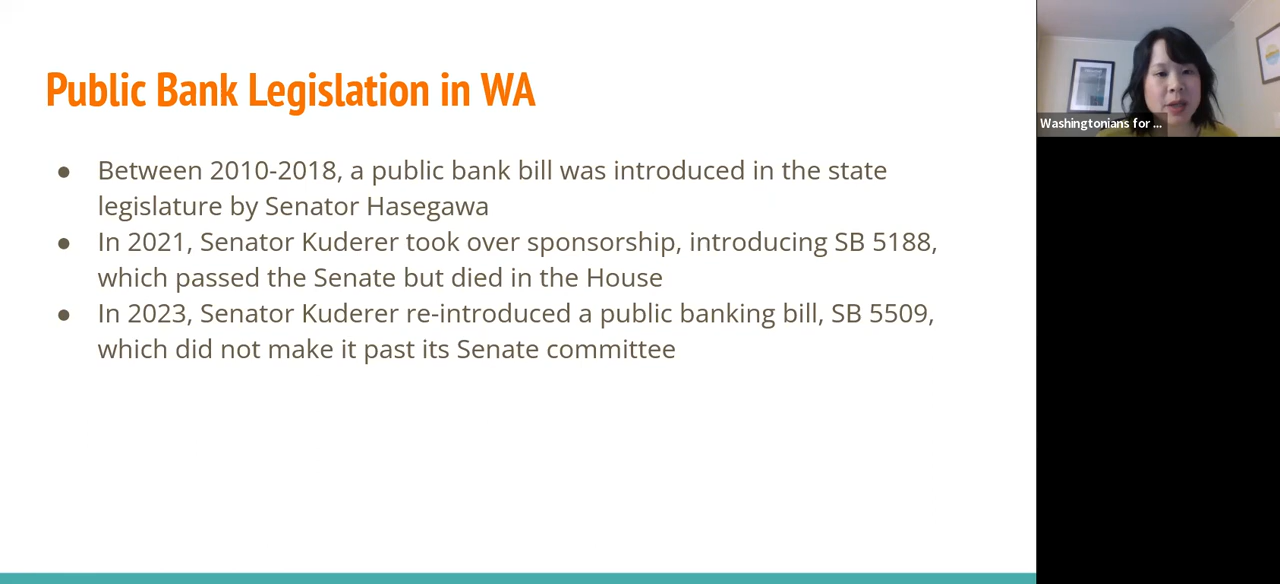 Public Bank Legislation in WA
● Between 2010-2018, a public bank bill was introduced in the state
legislature by Senator Hasegawa
● In 2021, Senator Kuderer took over sponsorship, introducing SB 5188,
which passed the Senate but died in the House
● In 2023, Senator Kuderer re-introduced a public banking bill, SB 5509,
which did not make it past its Senate committee
Washingtonians for ...